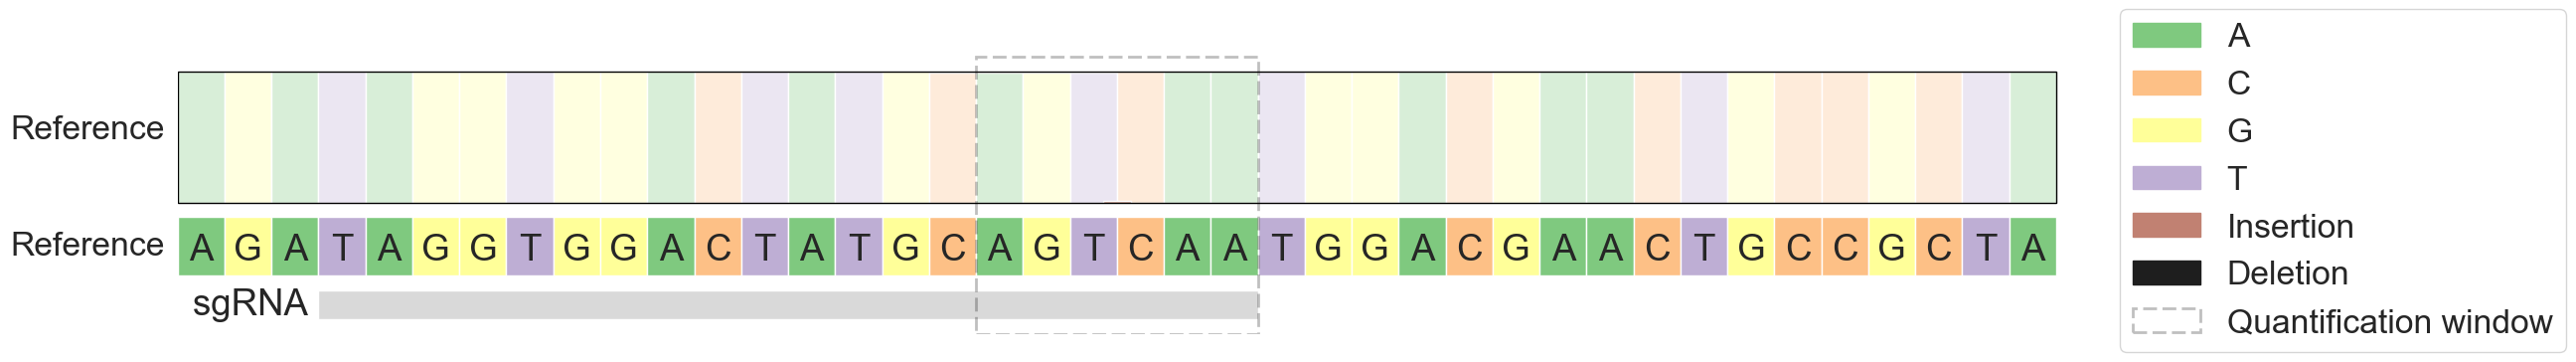 Reference
Reference A G A T A G G T G G A C T A T G C A G T C A A T G G A C G A A C T G C C G C T A
sgRNA
A
C
G
T
Insertion
Deletion
Quantification window